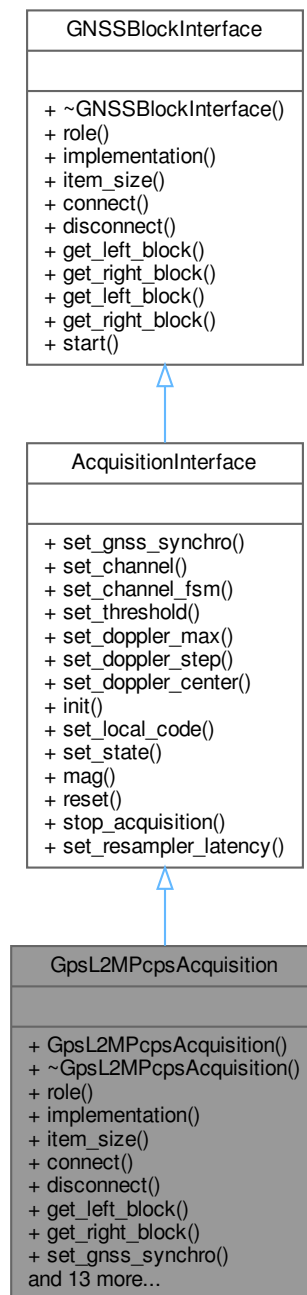 GNSSBlockInterface
+ ~GNSSBlockInterface()
+ role()
+ implementation()
+ item_size()
+ connect()
+ disconnect()
+ get_left_block()
+ get_right_block()
+ get_left_block()
+ get_right_block()
+ start()
AcquisitionInterface
+ set_gnss_synchro()
+ set_channel()
+ set_channel_fsm()
+ set_threshold()
+ set_doppler_max()
+ set_doppler_step()
+ set_doppler_center()
+ init()
+ set_local_code()
+ set_state()
+ mag()
+ reset()
+ stop_acquisition()
+ set_resampler_latency()
GpsL2MPcpsAcquisition
+ GpsL2MPcpsAcquisition()
+ ~GpsL2MPcpsAcquisition()
+ role()
+ implementation()
+ item_size()
+ connect()
+ disconnect()
+ get_left_block()
+ get_right_block()
+ set_gnss_synchro()
and 13 more...